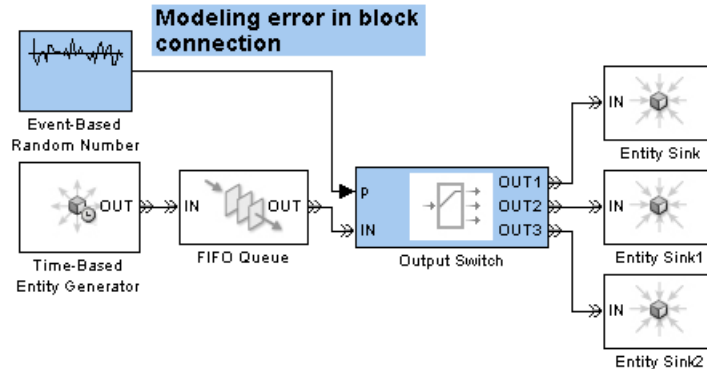 Modeling error in block
connection
Event-Based
Random Number
OUT
Time-Based
Entity Generator
IN
OUT
FIFO Queue
p
IN
OUT1
OUT2
OUT3
Output Switch
IN
Entity Sink
IN
Entity Sink1
IN
Entity Sink2